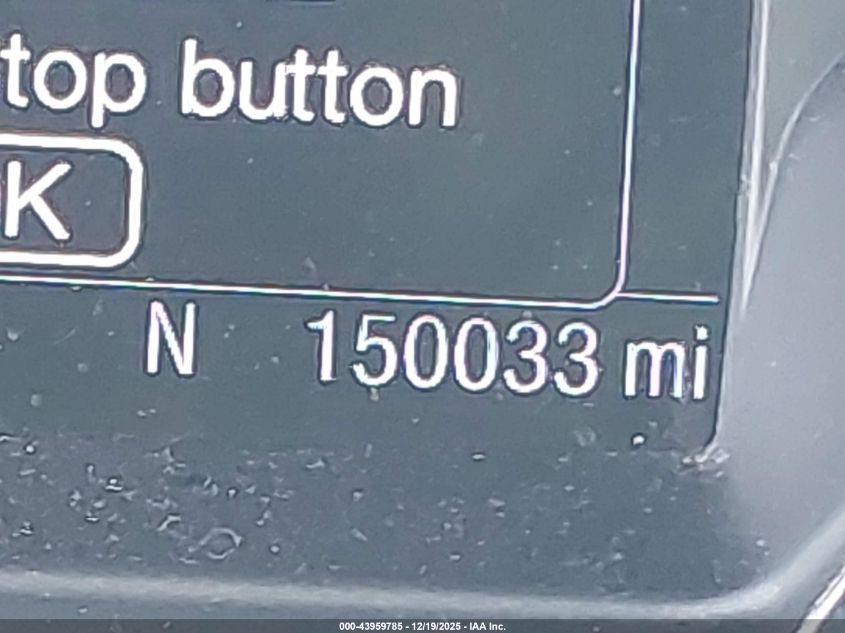 top button
K
N 150033 mi
000-43959785 - 12/19/2025 - IAA Inc.